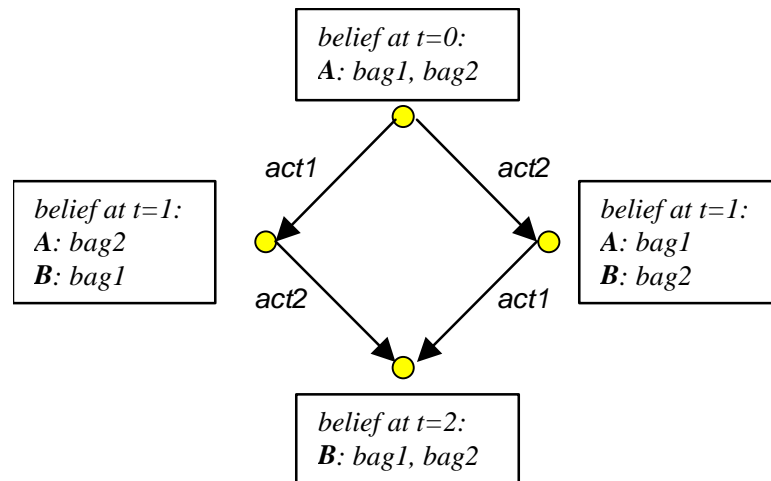 belief at t=0:
A: bag1, bag2
act1
act2
belief at t=1:
A: bag2
B: bag1
belief at t=1:
A: bag1
B: bag2
act2
act1
belief at t=2:
B: bag1, bag2